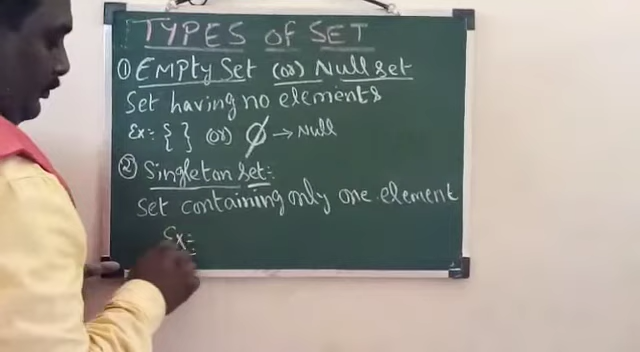 TYPES OF SET
① EMPty Set (or) Null set
Set having no elements
Ex:- { } (or) ϕ → Null
② Singleton set:-
Set containing only one element
Ex:-